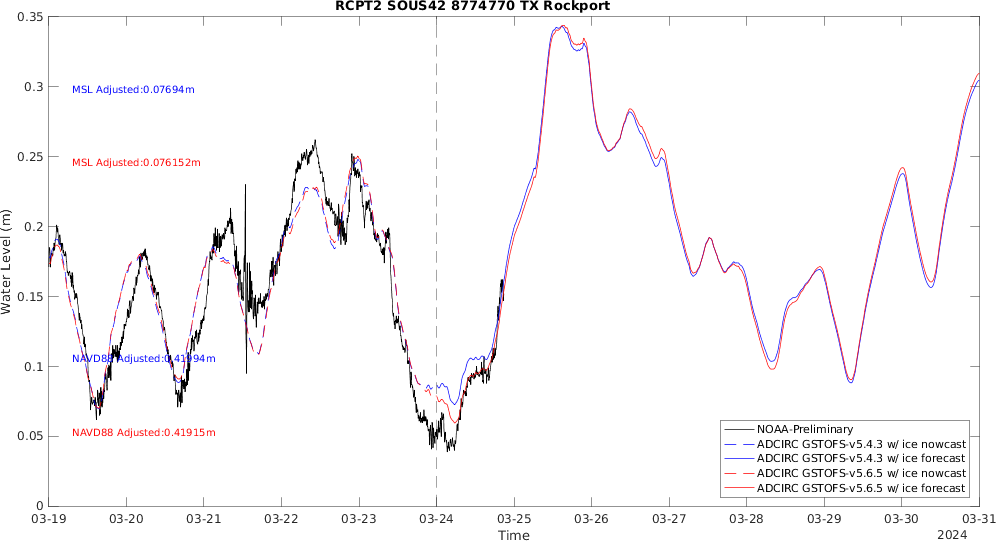 RCPT2 SOUS42 8774770 TX Rockport
0.35
0.3
0.25
0.2
0.15
0.1
0.05
0
Water Level (m)
MSL Adjusted:0.07694m
MSL Adjusted:0.076152m
NAVD88 Adjusted:0.41994m
NAVD88 Adjusted:0.41915m
NOAA-Preliminary
ADCIRC GSTOFS-v5.4.3 w/ ice nowcast
ADCIRC GSTOFS-v5.4.3 w/ ice forecast
ADCIRC GSTOFS-v5.6.5 w/ ice nowcast
ADCIRC GSTOFS-v5.6.5 w/ ice forecast
03-19 03-20 03-21 03-22 03-23 03-24 03-25 03-26 03-27 03-28 03-29 03-30 03-31
Time
2024